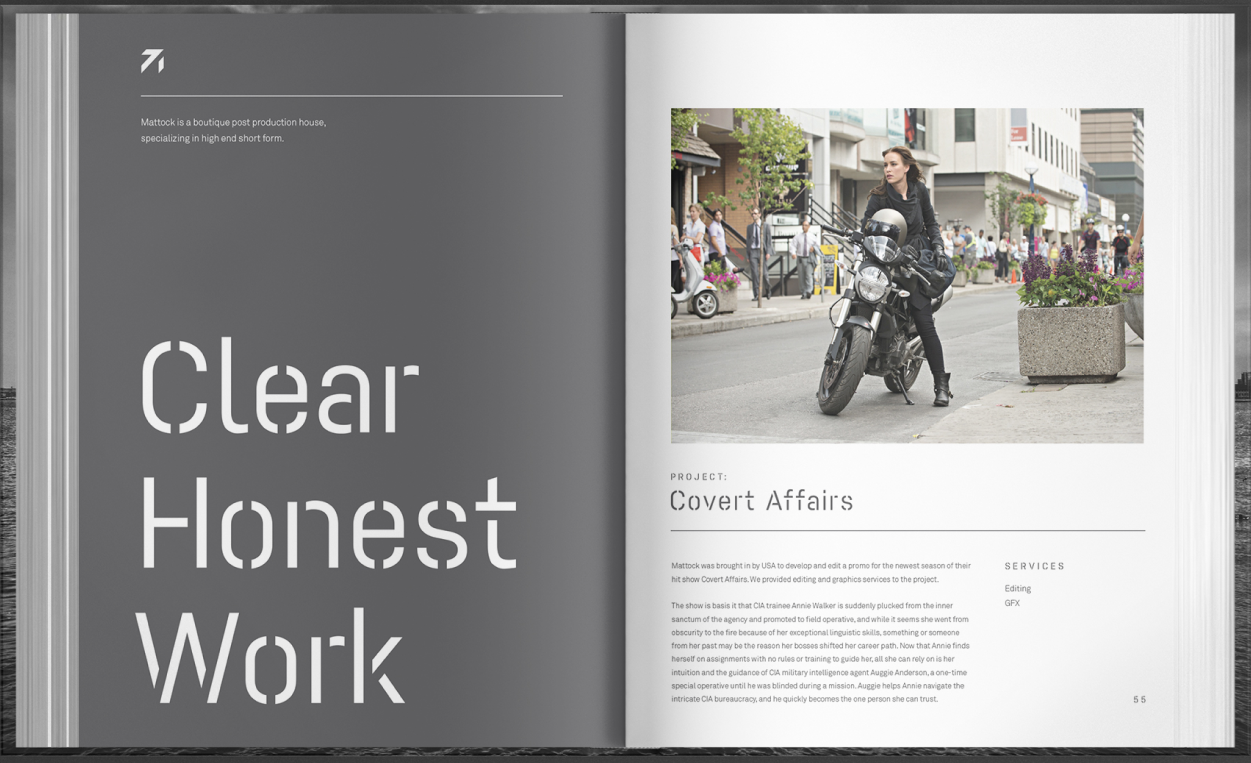 Mattock is a boutique post production house,
specializing in high end short form.
Clear
Honest
Work
PROJECT:
Covert Affairs
Mattock was brought in by USA to develop and edit a promo for the newest season of their
hit show Covert Affairs. We provided editing and graphics services to the project.
The show is basis it that CIA trainee Annie Walker is suddenly plucked from the inner
sanctum of the agency and promoted to field operative, and while it seems she went from
obscurity to the fire because of her exceptional linguistic skills, something or someone
from her past may be the reason her bosses shifted her career path. Now that Annie finds
herself on assignments with no rules or training to guide her, all she can rely on is her
intuition and the guidance of CIA military intelligence agent Auggie Anderson, a one-time
special operative until he was blinded during a mission. Auggie helps Annie navigate the
intricate CIA bureaucracy, and he quickly becomes the one person she can trust.
SERVICES
Editing
GFX
55